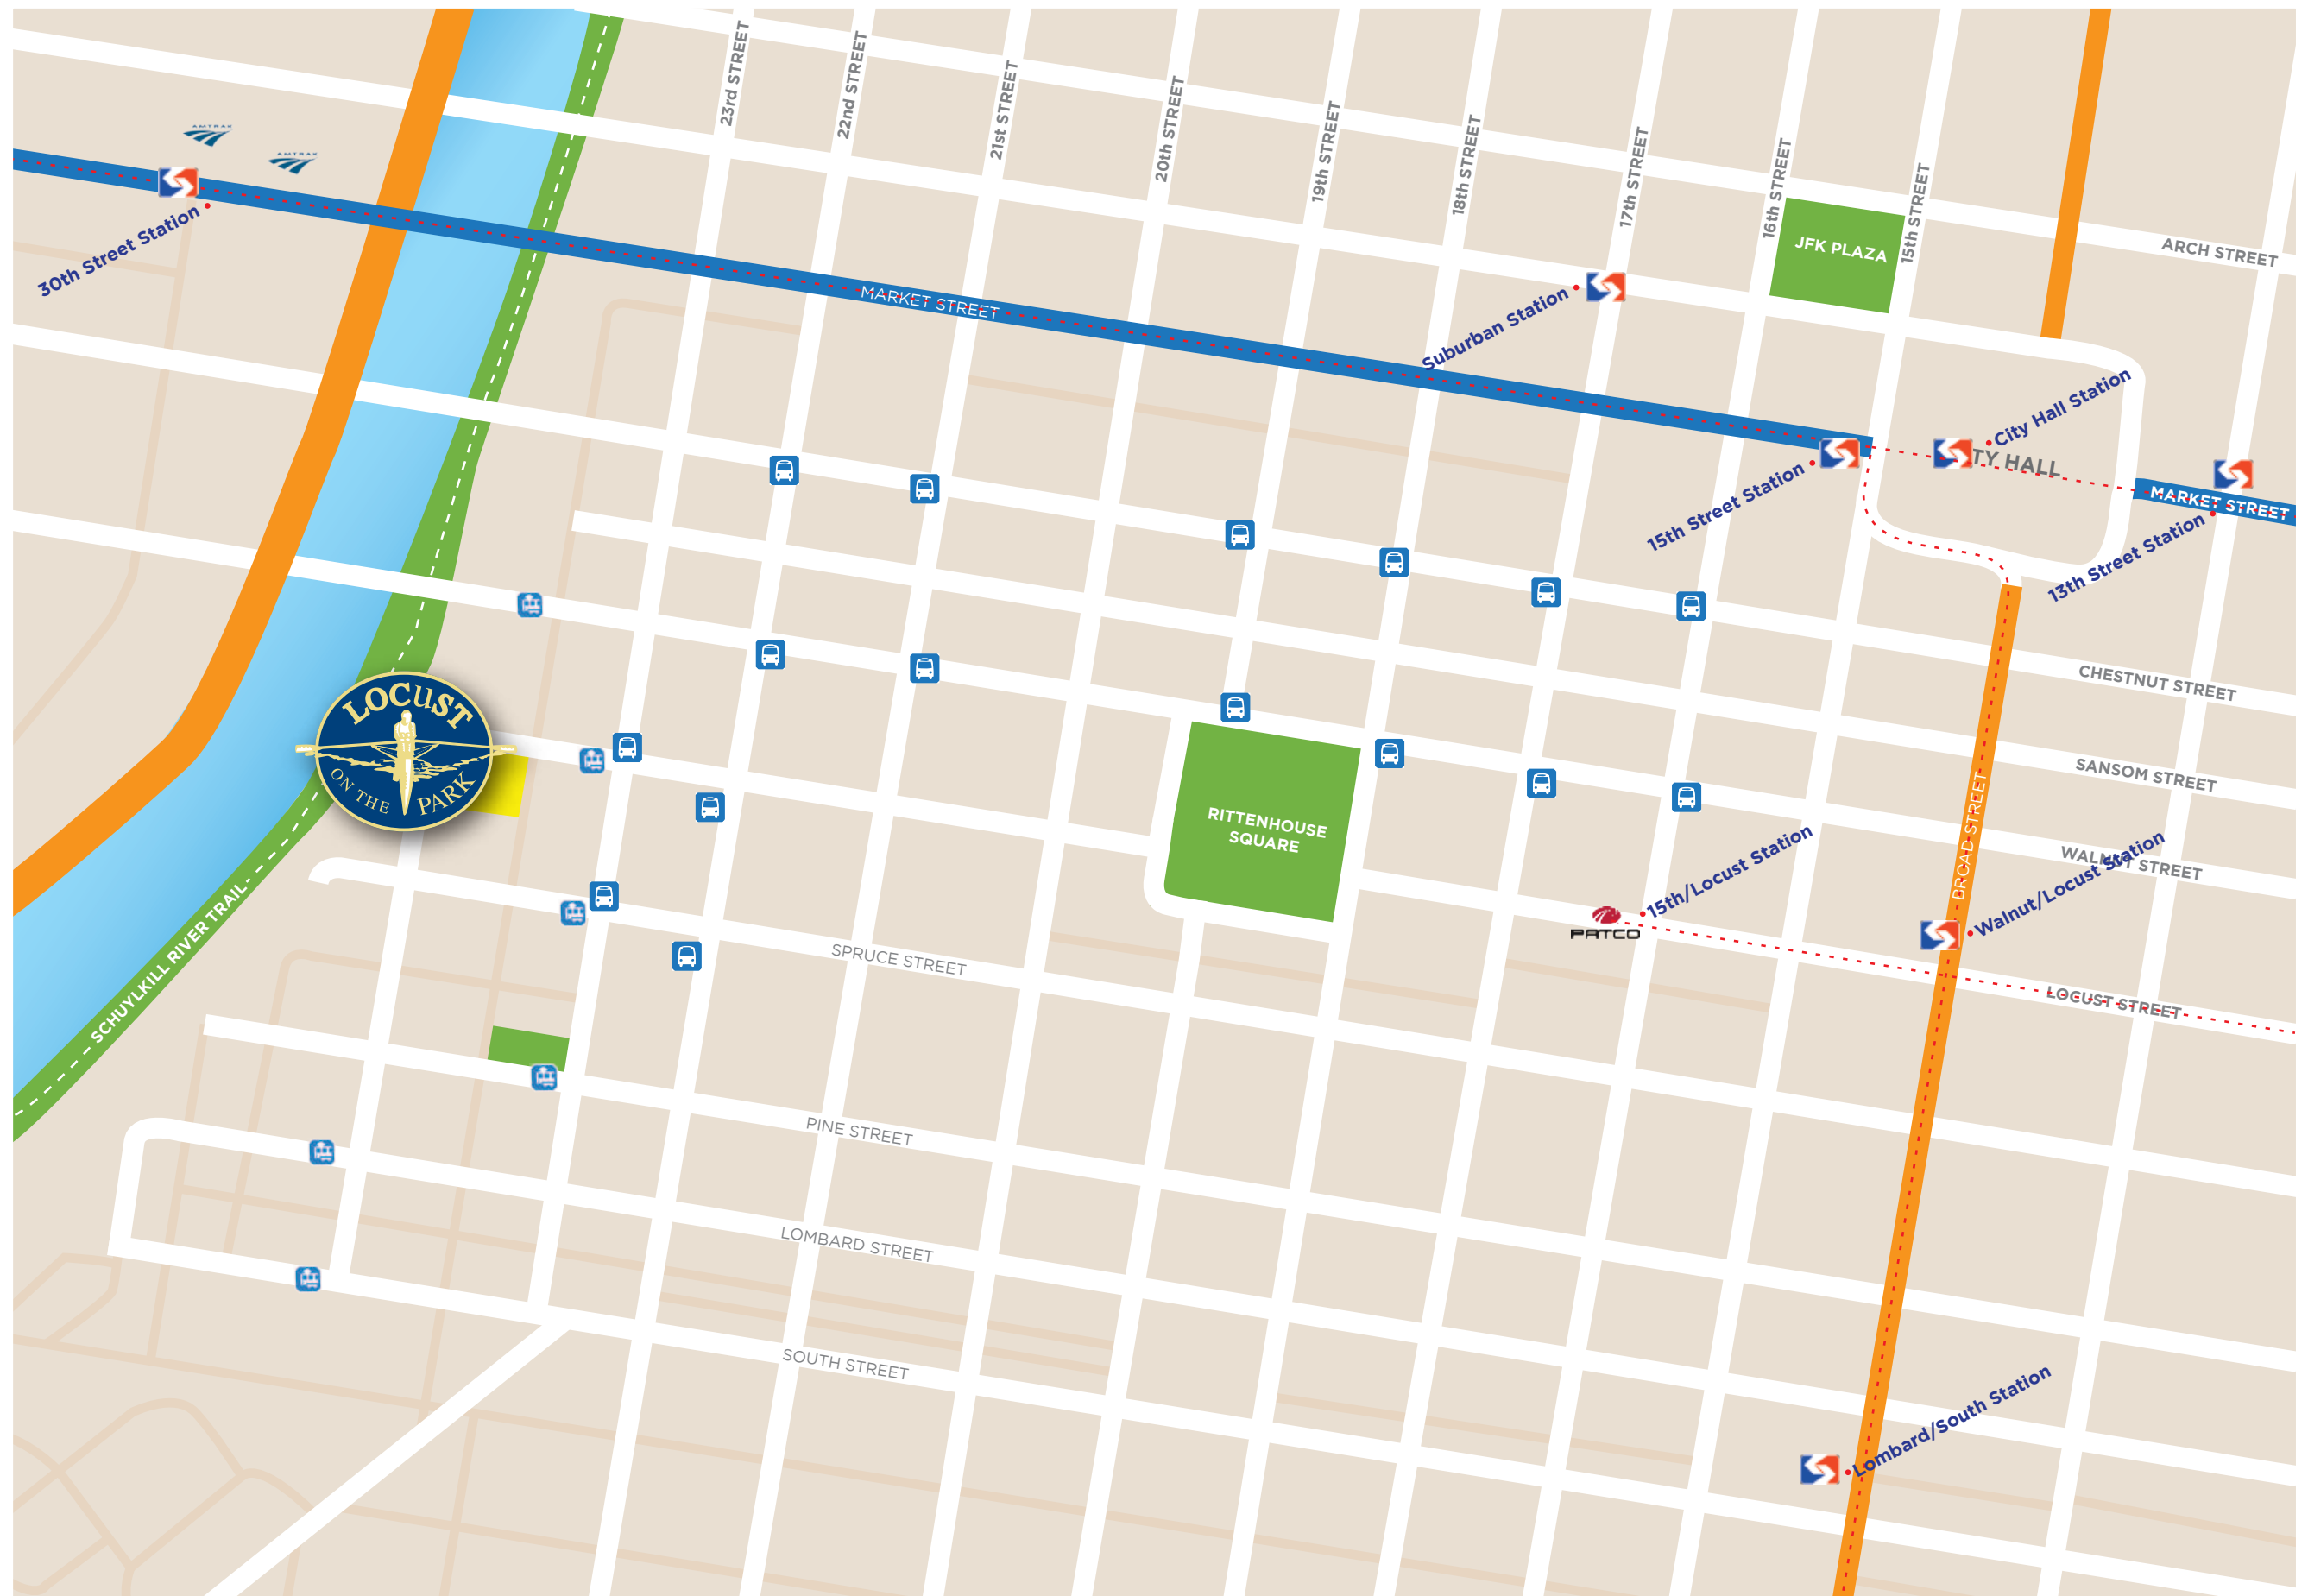 23rd STREET
22nd STREET
21st STREET
20th STREET
19th STREET
18th STREET
17th STREET
16th STREET
15th STREET
AMTRAK
AMTRAK
30th Street Station
JFK PLAZA
ARCH STREET
MARKET STREET
Suburban Station
City Hall Station
TY HALL
15th Street Station
MARKET STREET
13th Street Station
CHESTNUT STREET
SANSOM STREET
LOCUST
ON THE
PARK
RITTENHOUSE
SQUARE
BROAD STREET
WALNUT STREET
15th/Locust Station
PATCO
Walnut/Locust Station
LOCUST STREET
SCHUYLKILL RIVER TRAIL
SPRUCE STREET
PINE STREET
LOMBARD STREET
SOUTH STREET
Lombard/South Station